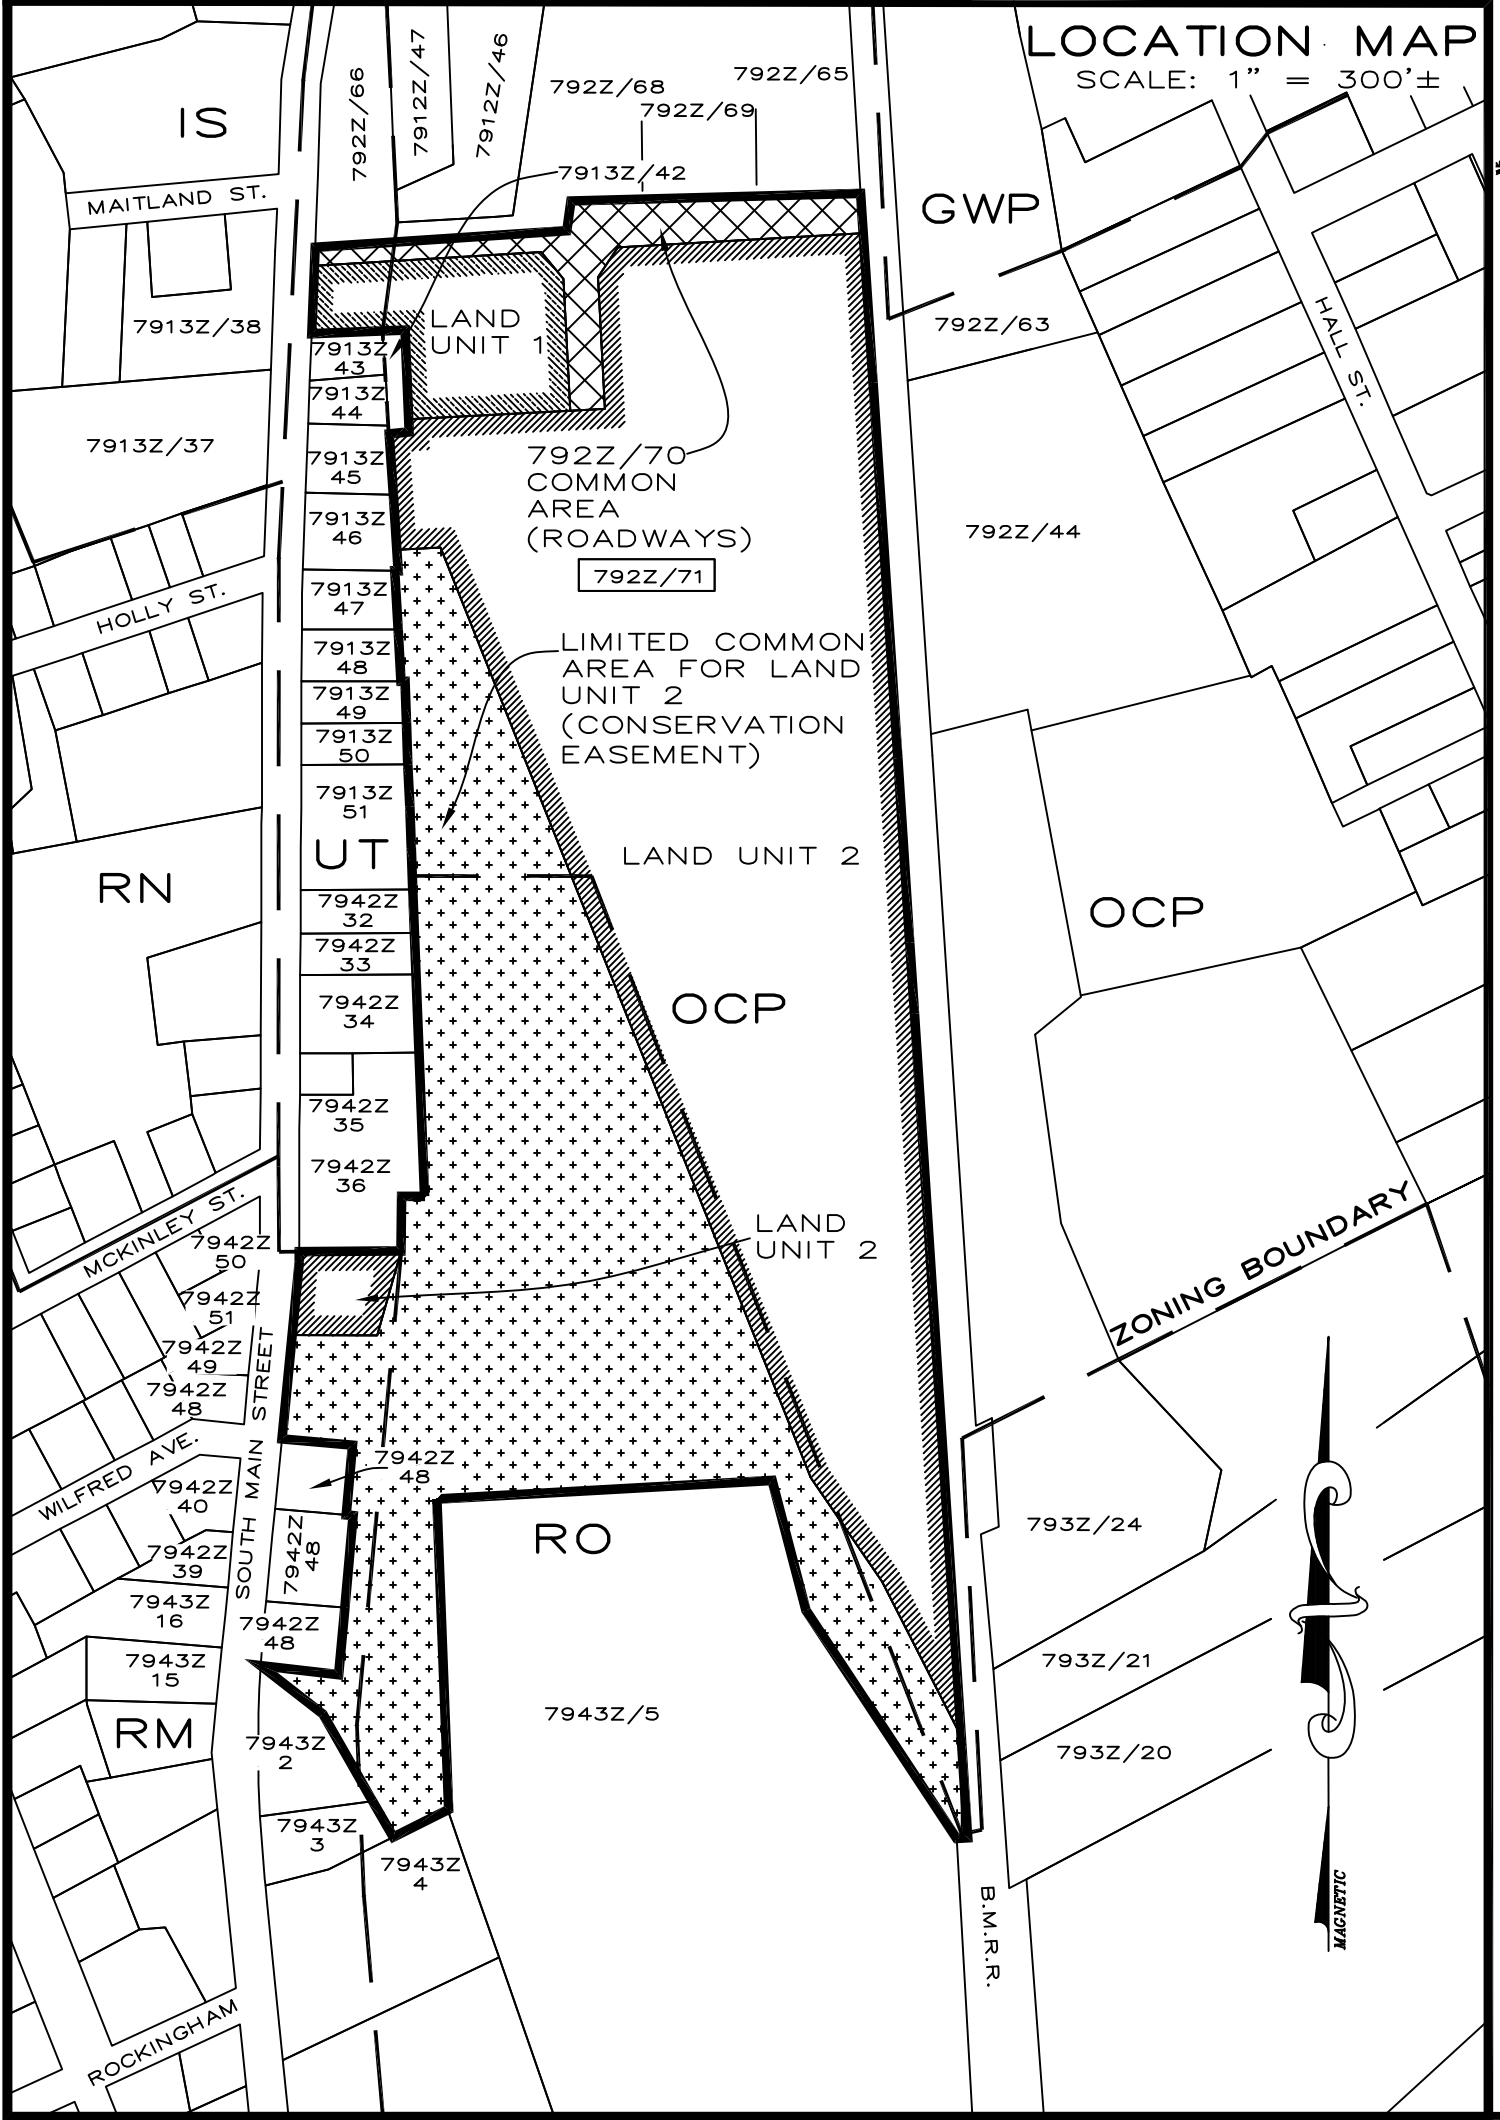 LOCATION MAP
SCALE: 1" = 300'±
792Z/66
7912Z/47
7912Z/46
792Z/68
792Z/65
792Z/69
7913Z/42
IS
MAITLAND ST.
GWP
7913Z/38
LAND
UNIT 1
792Z/63
HALL ST.
7913Z
43
7913Z
44
7913Z/37
7913Z
45
792Z/70
COMMON
AREA
(ROADWAYS)
792Z/71
7913Z
46
792Z/44
HOLLY ST.
7913Z
47
LIMITED COMMON
AREA FOR LAND
UNIT 2
(CONSERVATION
EASEMENT)
7913Z
48
7913Z
49
7913Z
50
7913Z
51
UT
LAND UNIT 2
RN
OCP
7942Z
32
7942Z
33
7942Z
34
OCP
7942Z
35
7942Z
36
MCKINLEY ST.
LAND
UNIT 2
ZONING BOUNDARY
7942Z
50
7942Z
51
7942Z
49
7942Z
48
SOUTH MAIN STREET
WILFRED AVE.
7942Z
48
7942Z
40
RO
793Z/24
7942Z
39
7942Z
48
7943Z
16
7942Z
48
7943Z
15
793Z/21
7943Z/5
RM
7943Z
2
793Z/20
7943Z
3
7943Z
4
B.M.R.R.
MAGNETIC
ROCKINGHAM